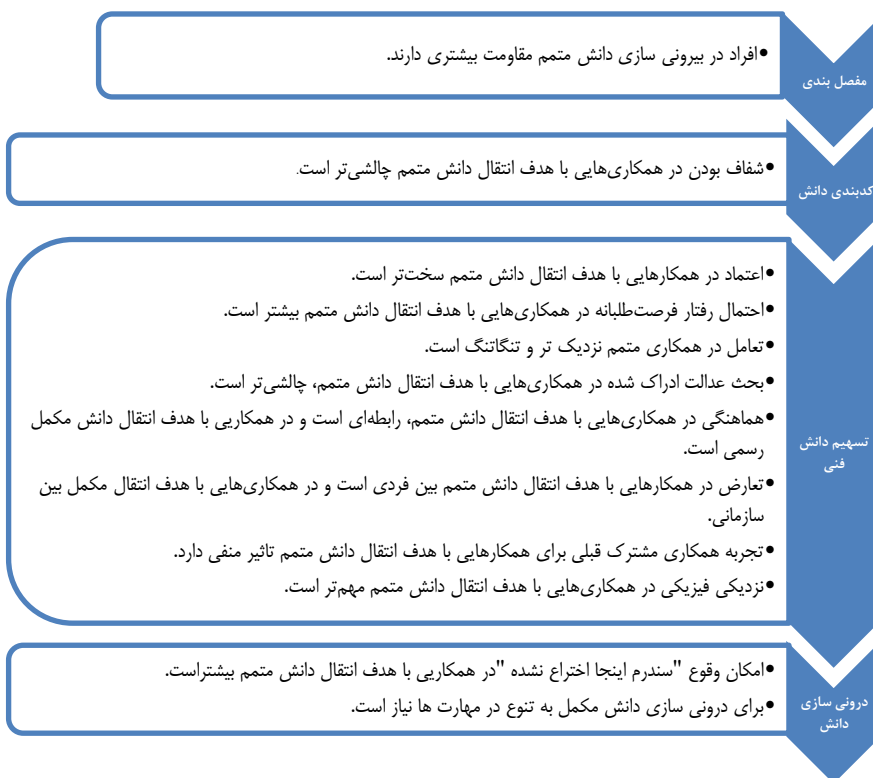 مفصل بندی
•افراد در بیرونی سازی دانش متمم مقاومت بیشتری دارند.
کدبندی دانش
•شفاف بودن در همکاری‌هایی با هدف انتقال دانش متمم چالشی‌تر است.
تسهیم دانش
فنی
•اعتماد در همکارهایی با هدف انتقال دانش متمم سخت‌تر است.
•احتمال رفتار فرصت‌طلبانه در همکاری‌هایی با هدف انتقال دانش متمم بیشتر است.
•تعامل در همکاری متمم نزدیک تر و تنگاتنگ است.
•بحث عدالت ادراک شده در همکاری‌هایی با هدف انتقال دانش متمم، چالشی‌تر است.
•هماهنگی در همکاری‌هایی با هدف انتقال دانش متمم، رابطه‌ای است و در همکاریی با هدف انتقال دانش مکمل
رسمی است.
•تعارض در همکارهایی با هدف انتقال دانش متمم بین فردی است و در همکاری‌هایی با هدف انتقال مکمل بین
سازمانی.
•تجربه همکاری مشترک قبلی برای همکارهایی با هدف انتقال دانش متمم تاثیر منفی دارد.
•نزدیکی فیزیکی در همکاری‌هایی با هدف انتقال دانش متمم مهم‌تر است.
درونی سازی
دانش
•امکان وقوع "سندرم اینجا اختراع نشده "در همکاریی با هدف انتقال دانش متمم بیشتراست.
•برای درونی سازی دانش مکمل به تنوع در مهارت ها نیاز است.